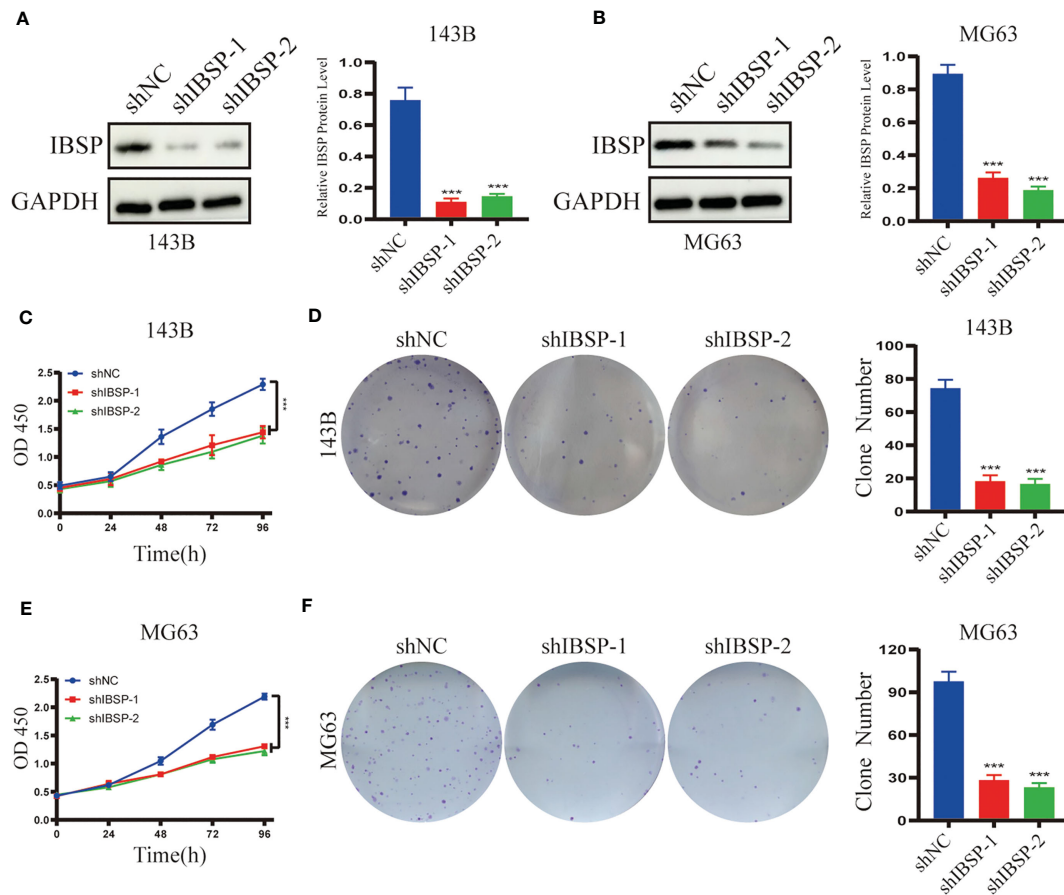 A
shNC
shIBSP-1
shIBSP-2
IBSP
GAPDH
143B
143B
Relative IBSP Protein Level
1.0
0.8
0.6
0.4
0.2
0.0
***
***
shNC
shIBSP-1
shIBSP-2
B
shNC
shIBSP-1
shIBSP-2
IBSP
GAPDH
MG63
MG63
Relative IBSP Protein Level
1.0
0.8
0.6
0.4
0.2
0.0
***
***
shNC
shIBSP-1
shIBSP-2
C
143B
shNC
shIBSP-1
shIBSP-2
OD 450
2.5
2.0
1.5
1.0
0.5
0.0
***
0 24 48 72 96
Time(h)
D
shNC shIBSP-1 shIBSP-2
143B
143B
Clone Number
100
80
60
40
20
0
***
***
shNC
shIBSP-1
shIBSP-2
E
MG63
shNC
shIBSP-1
shIBSP-2
OD 450
2.5
2.0
1.5
1.0
0.5
0.0
***
0 24 48 72 96
Time(h)
F
shNC shIBSP-1 shIBSP-2
MG63
MG63
Clone Number
120
90
60
30
0
***
***
shNC
shIBSP-1
shIBSP-2